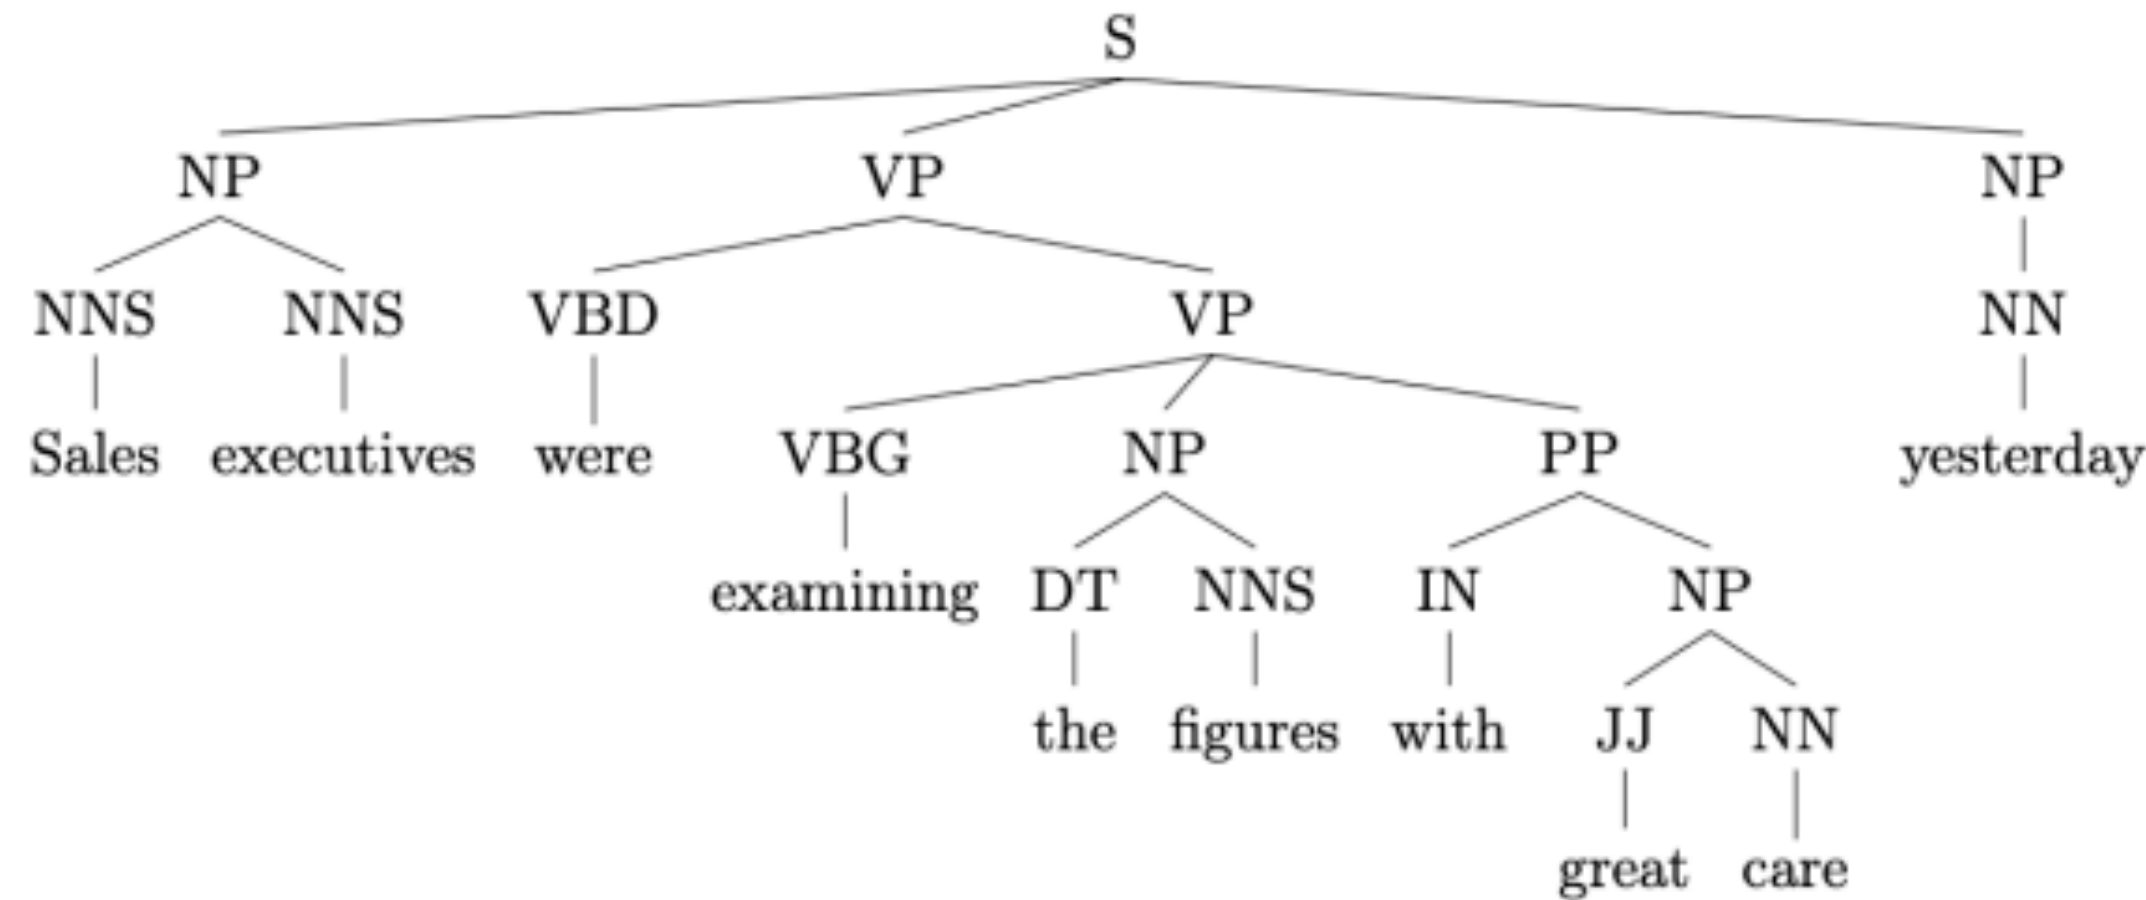 S
NP VP NP
NNS NNS VBD VP NN
Sales executives were VBG NP PP yesterday
examining DT NNS IN NP
the figures with JJ NN
great care